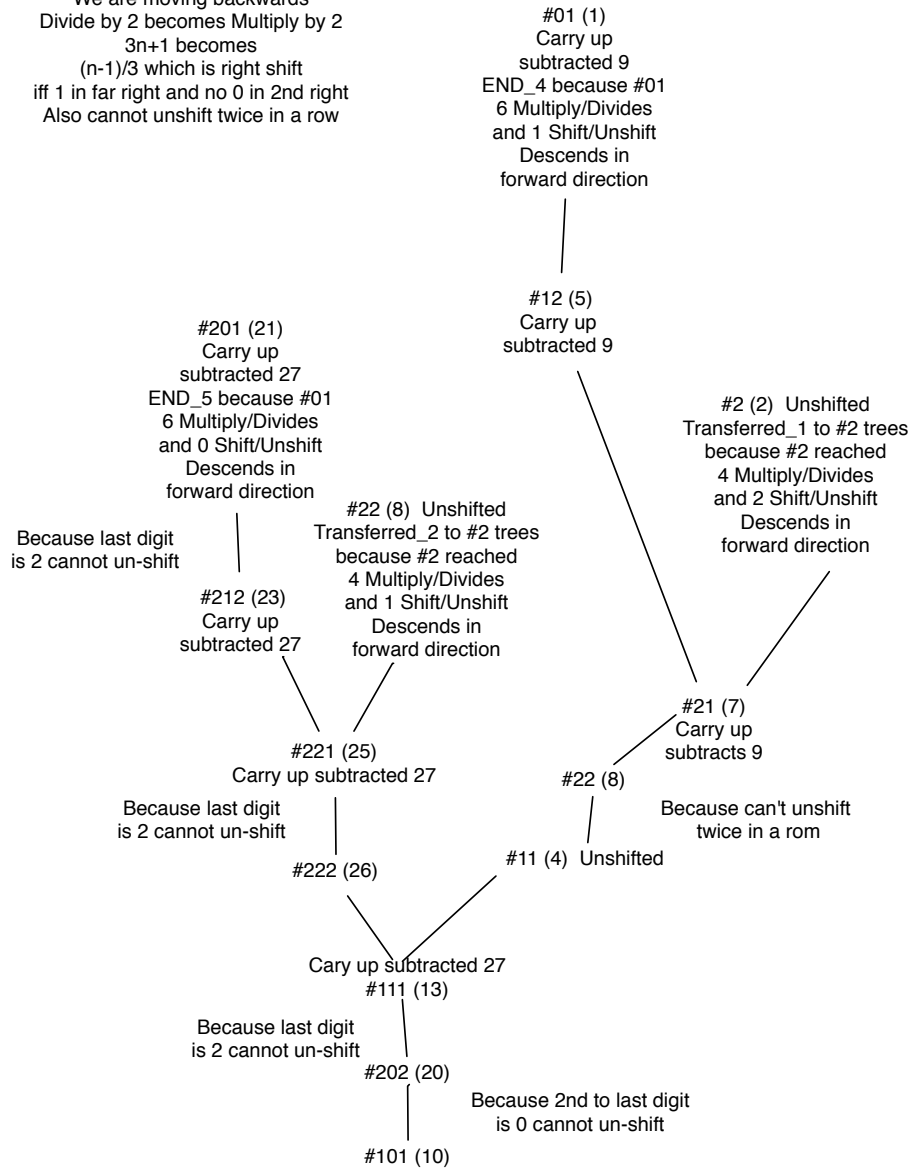 We are moving backwards
Divide by 2 becomes Multiply by 2
3n+1 becomes
(n-1)/3 which is right shift
iff 1 in far right and no 0 in 2nd right
Also cannot unshift twice in a row
#01 (1)
Carry up
subtracted 9
END_4 because #01
6 Multiply/Divides
and 1 Shift/Unshift
Descends in
forward direction
#12 (5)
Carry up
subtracted 9
#201 (21)
Carry up
subtracted 27
END_5 because #01
6 Multiply/Divides
and 0 Shift/Unshift
Descends in
forward direction
#2 (2) Unshifted
Transferred_1 to #2 trees
because #2 reached
4 Multiply/Divides
and 2 Shift/Unshift
Descends in
forward direction
Because last digit
is 2 cannot un-shift
#22 (8) Unshifted
Transferred_2 to #2 trees
because #2 reached
4 Multiply/Divides
and 1 Shift/Unshift
Descends in
forward direction
#212 (23)
Carry up
subtracted 27
#21 (7)
Carry up
subtracts 9
#221 (25)
Carry up subtracted 27
#22 (8)
Because last digit
is 2 cannot un-shift
Because can't unshift
twice in a rom
#222 (26)
#11 (4) Unshifted
Cary up subtracted 27
#111 (13)
Because last digit
is 2 cannot un-shift
#202 (20)
Because 2nd to last digit
is 0 cannot un-shift
#101 (10)